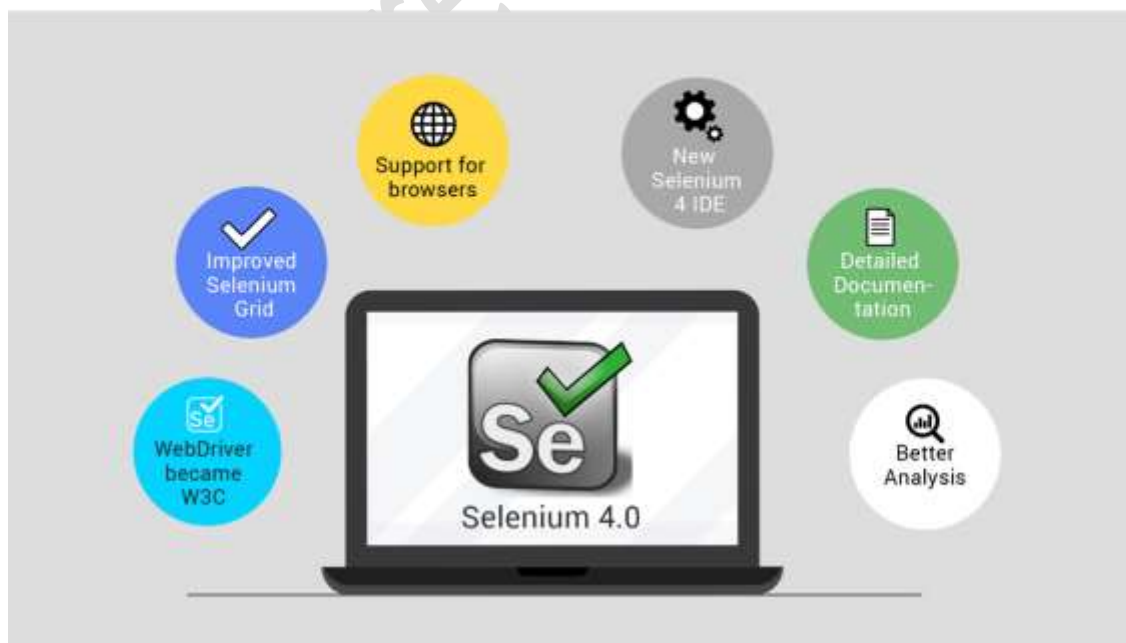 Support for
browsers
New
Selenium
4 IDE
Improved
Selenium
Grid
Detailed
Documen-
tation
Se
WebDriver
became
W3C
Se
Selenium 4.0
Better
Analysis